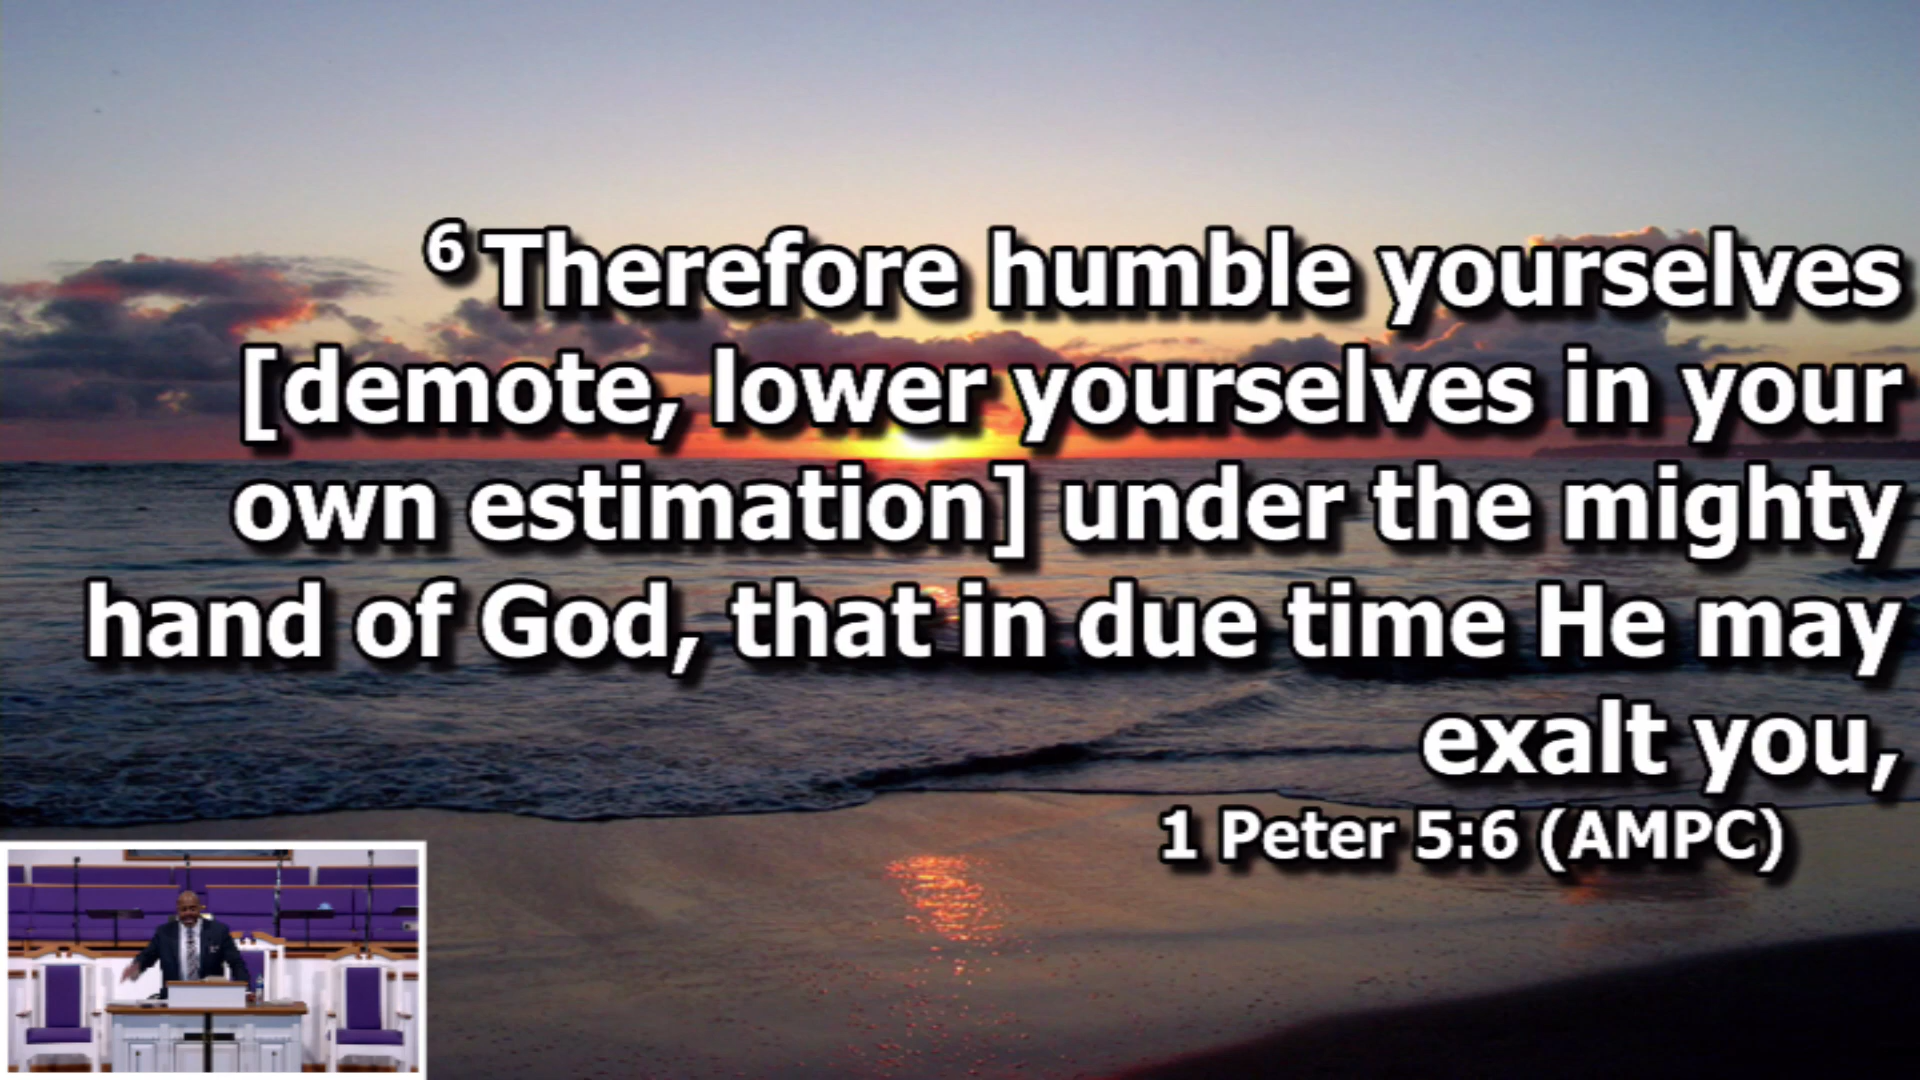 6 Therefore humble yourselves
[demote, lower yourselves in your
own estimation] under the mighty
hand of God, that in due time He may
exalt you,
1 Peter 5:6 (AMPC)